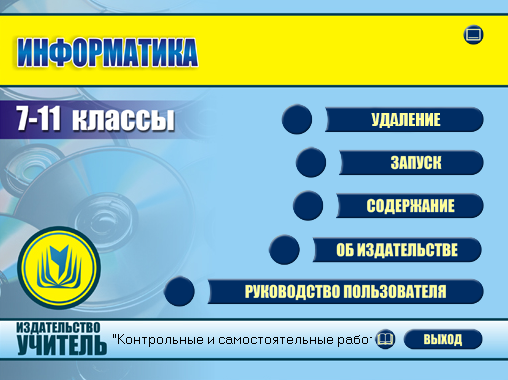 ИНФОРМАТИКА
7-11 классы
УДАЛЕНИЕ
ЗАПУСК
СОДЕРЖАНИЕ
ОБ ИЗДАТЕЛЬСТВЕ
РУКОВОДСТВО ПОЛЬЗОВАТЕЛЯ
ИЗДАТЕЛЬСТВО
УЧИТЕЛЬ
"Контрольные и самостоятельные рабо
ВЫХОД